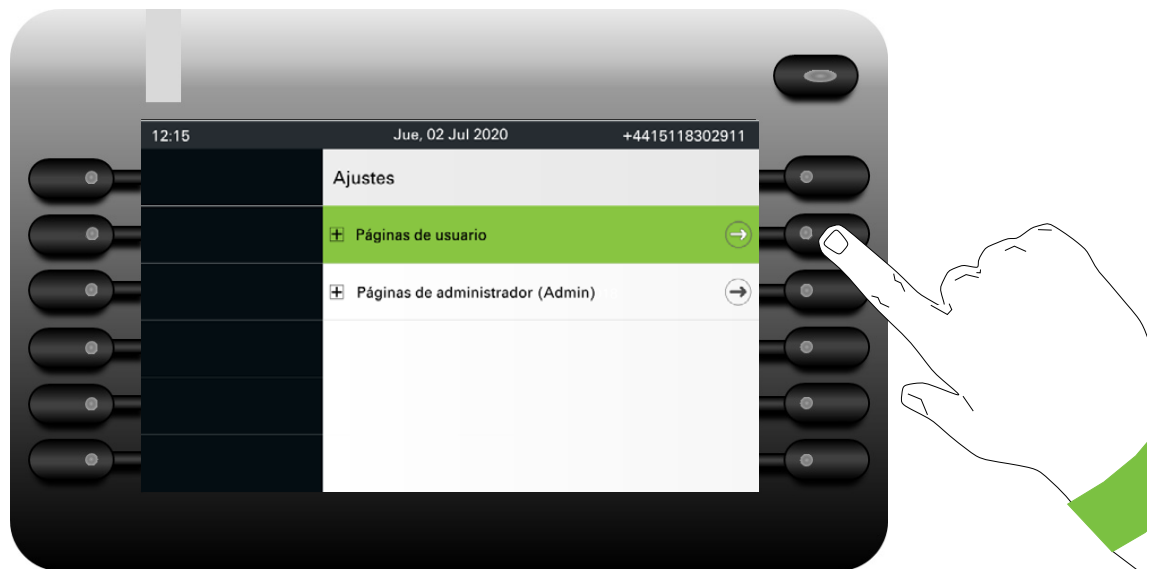 12:15 Jue, 02 Jul 2020 +4415118302911
Ajustes
Páginas de usuario
Páginas de administrador (Admin)